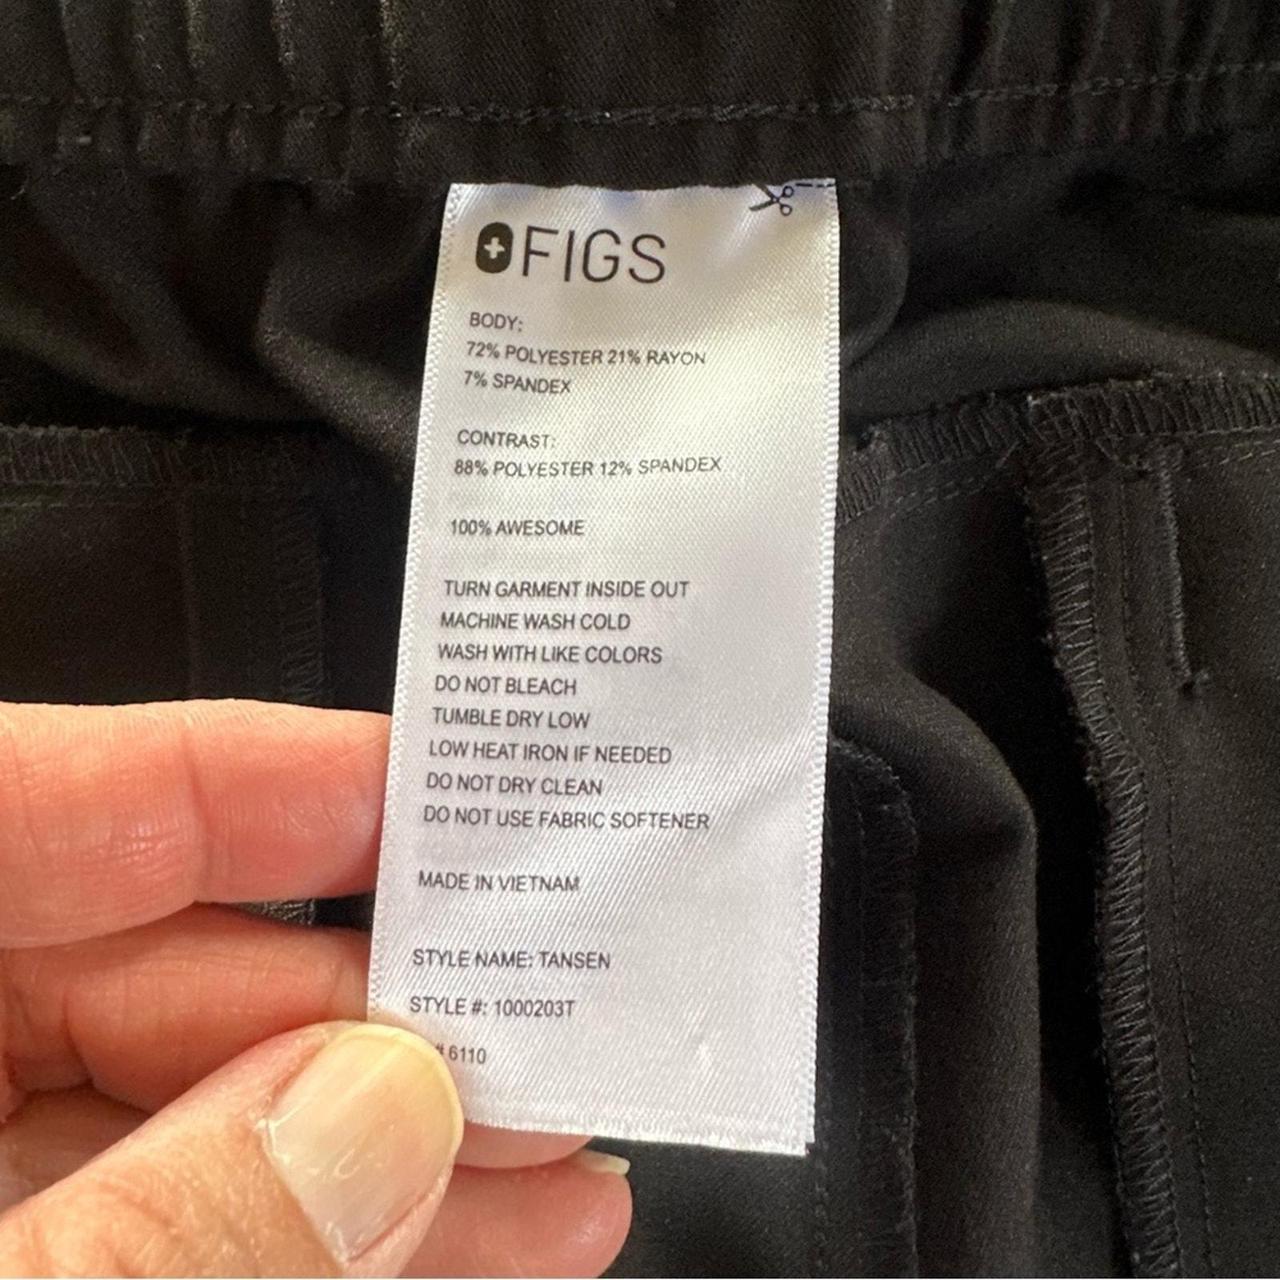 FIGS
BODY:
72% POLYESTER 21% RAYON
7% SPANDEX
CONTRAST:
88% POLYESTER 12% SPANDEX
100% AWESOME
TURN GARMENT INSIDE OUT
MACHINE WASH COLD
WASH WITH LIKE COLORS
DO NOT BLEACH
TUMBLE DRY LOW
LOW HEAT IRON IF NEEDED
DO NOT DRY CLEAN
DO NOT USE FABRIC SOFTENER
MADE IN VIETNAM
STYLE NAME: TANSEN
STYLE #: 1000203T
# 6110